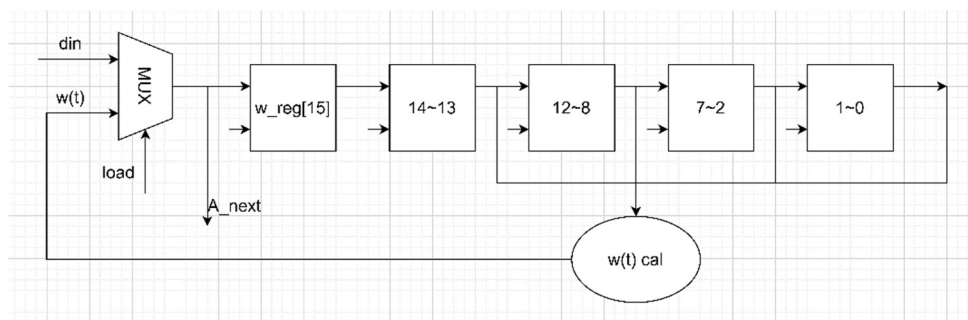 din
MUX
w(t)
w_reg[15]
14~13
12~8
7~2
1~0
load
A_next
w(t) cal